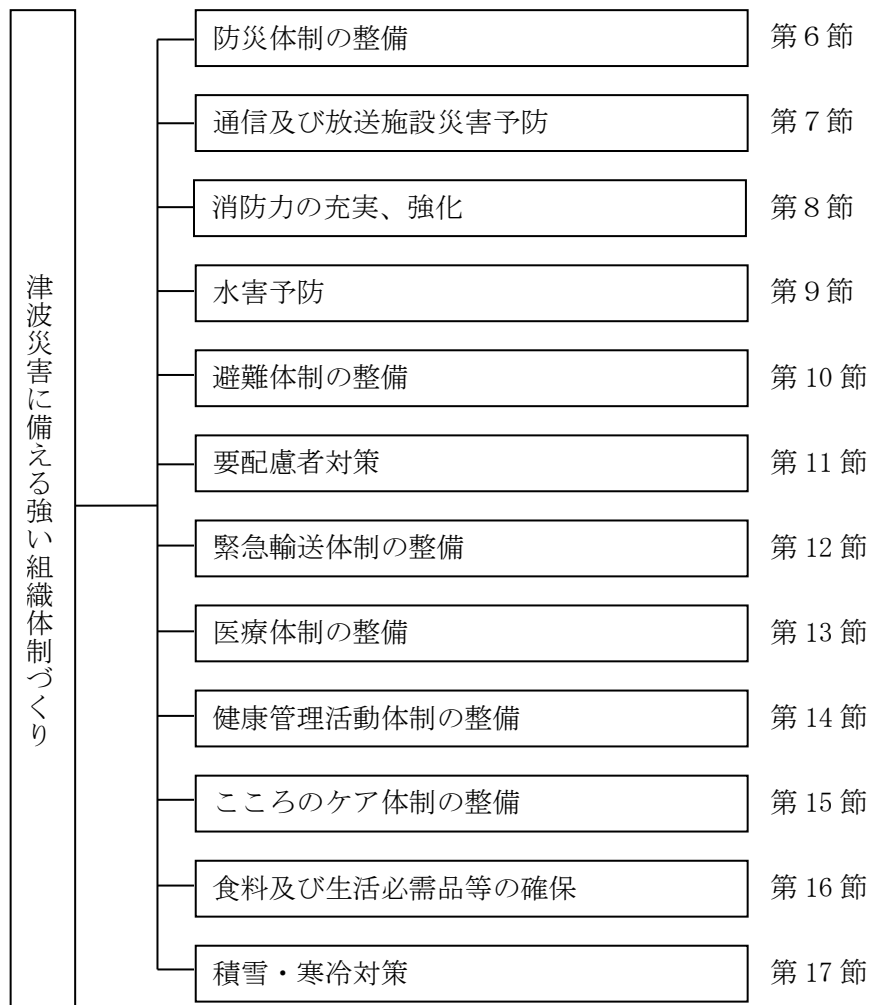 津波災害に備える強い組織体制づくり
防災体制の整備 第6節
通信及び放送施設災害予防 第7節
消防力の充実、強化 第8節
水害予防 第9節
避難体制の整備 第10節
要配慮者対策 第11節
緊急輸送体制の整備 第12節
医療体制の整備 第13節
健康管理活動体制の整備 第14節
こころのケア体制の整備 第15節
食料及び生活必需品等の確保 第16節
積雪・寒冷対策 第17節